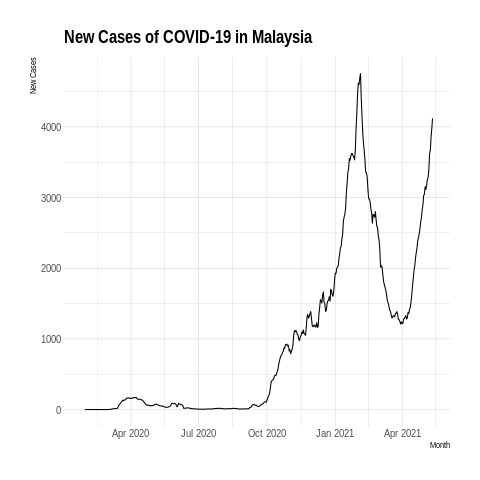 New Cases of COVID-19 in Malaysia
New Cases
4000
3000
2000
1000
0
Apr 2020 Jul 2020 Oct 2020 Jan 2021 Apr 2021
Month